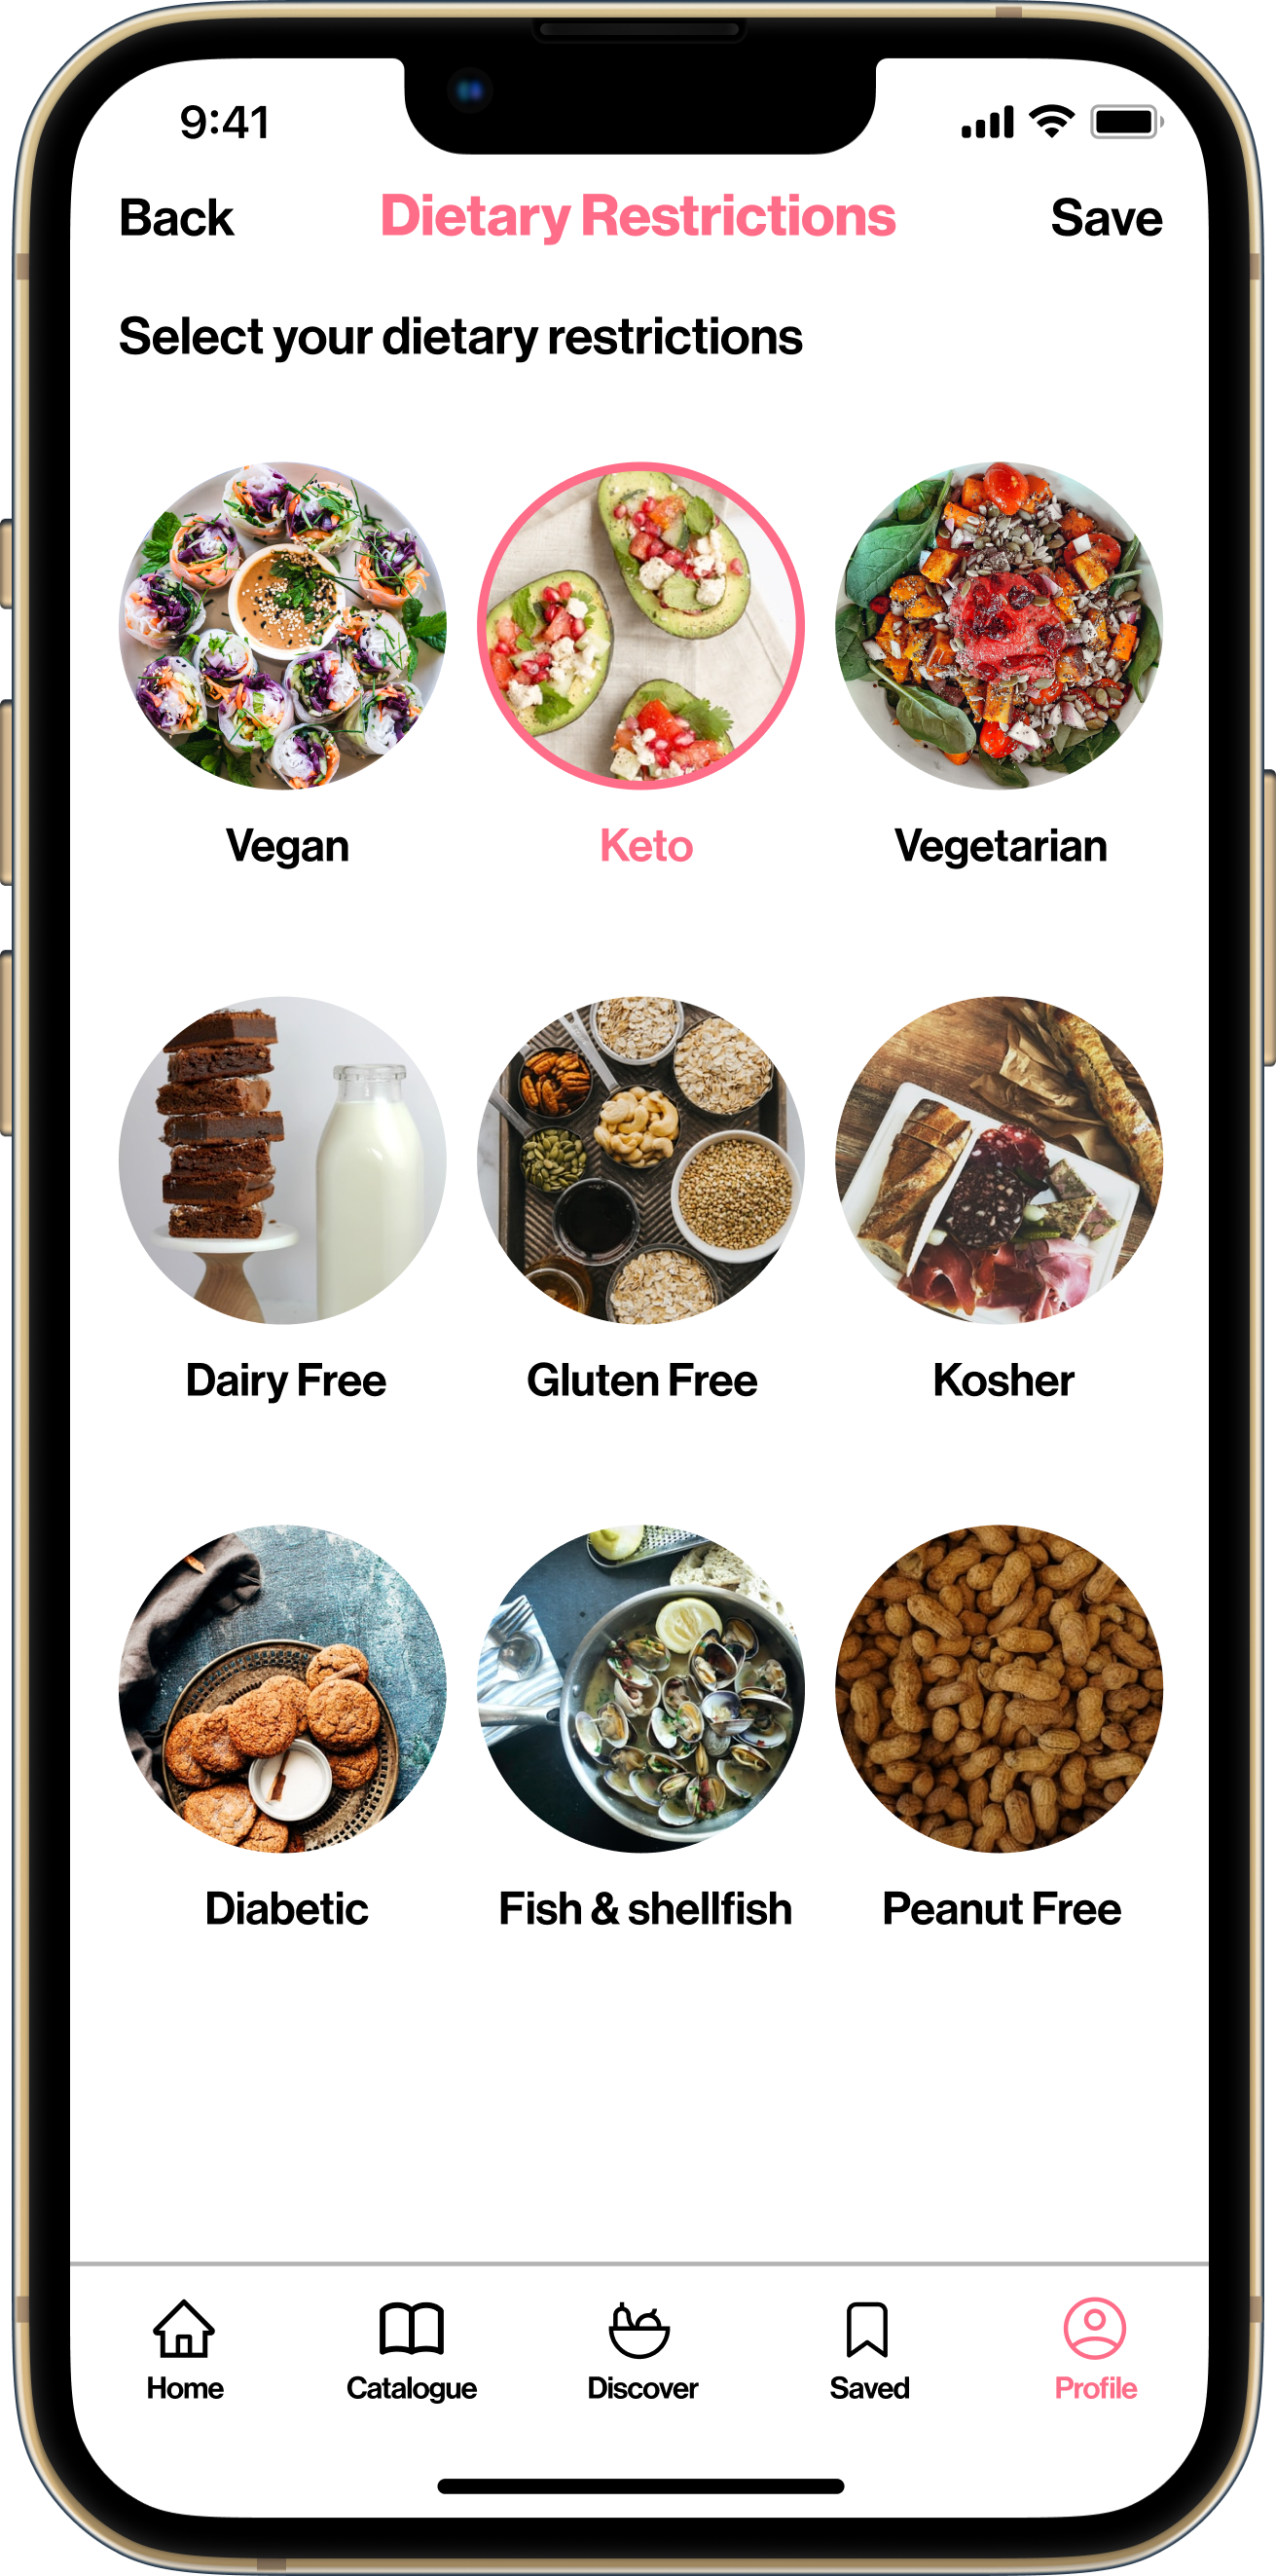 9:41
Back Dietary Restrictions Save
Select your dietary restrictions
Vegan Keto Vegetarian
Dairy Free Gluten Free Kosher
Diabetic Fish & shellfish Peanut Free
Home Catalogue Discover Saved Profile